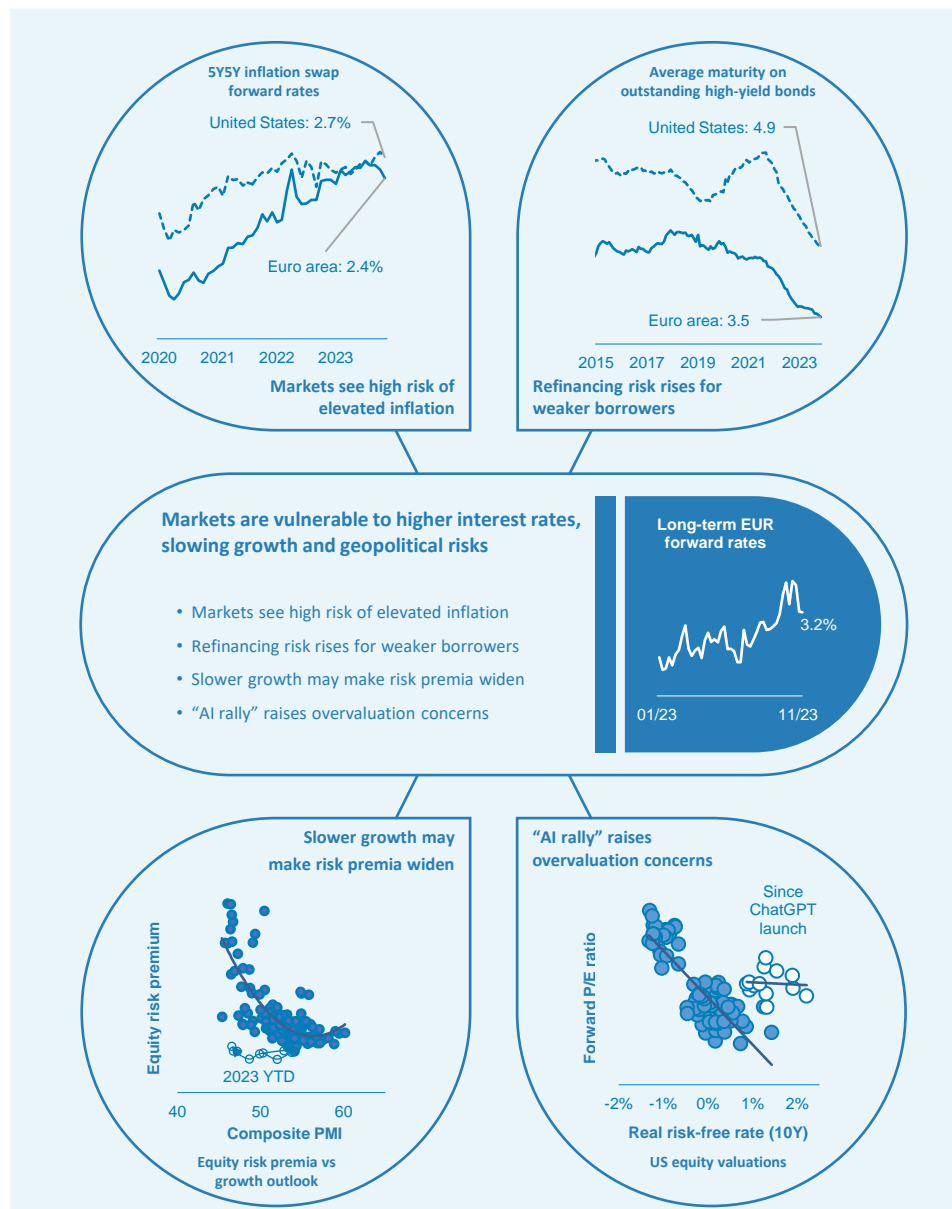 5Y5Y inflation swap
forward rates
United States: 2.7%
Euro area: 2.4%
2020 2021 2022 2023
Markets see high risk of
elevated inflation
Average maturity on
outstanding high-yield bonds
United States: 4.9
Euro area: 3.5
2015 2017 2019 2021 2023
Refinancing risk rises for
weaker borrowers
Markets are vulnerable to higher interest rates,
slowing growth and geopolitical risks
• Markets see high risk of elevated inflation
• Refinancing risk rises for weaker borrowers
• Slower growth may make risk premia widen
• “AI rally” raises overvaluation concerns
Long-term EUR
forward rates
3.2%
01/23 11/23
Slower growth may
make risk premia widen
Equity risk premium
2023 YTD
40 50 60
Composite PMI
Equity risk premia vs
growth outlook
“AI rally” raises
overvaluation concerns
Since
ChatGPT
launch
Forward P/E ratio
-2% -1% 0% 1% 2%
Real risk-free rate (10Y)
US equity valuations